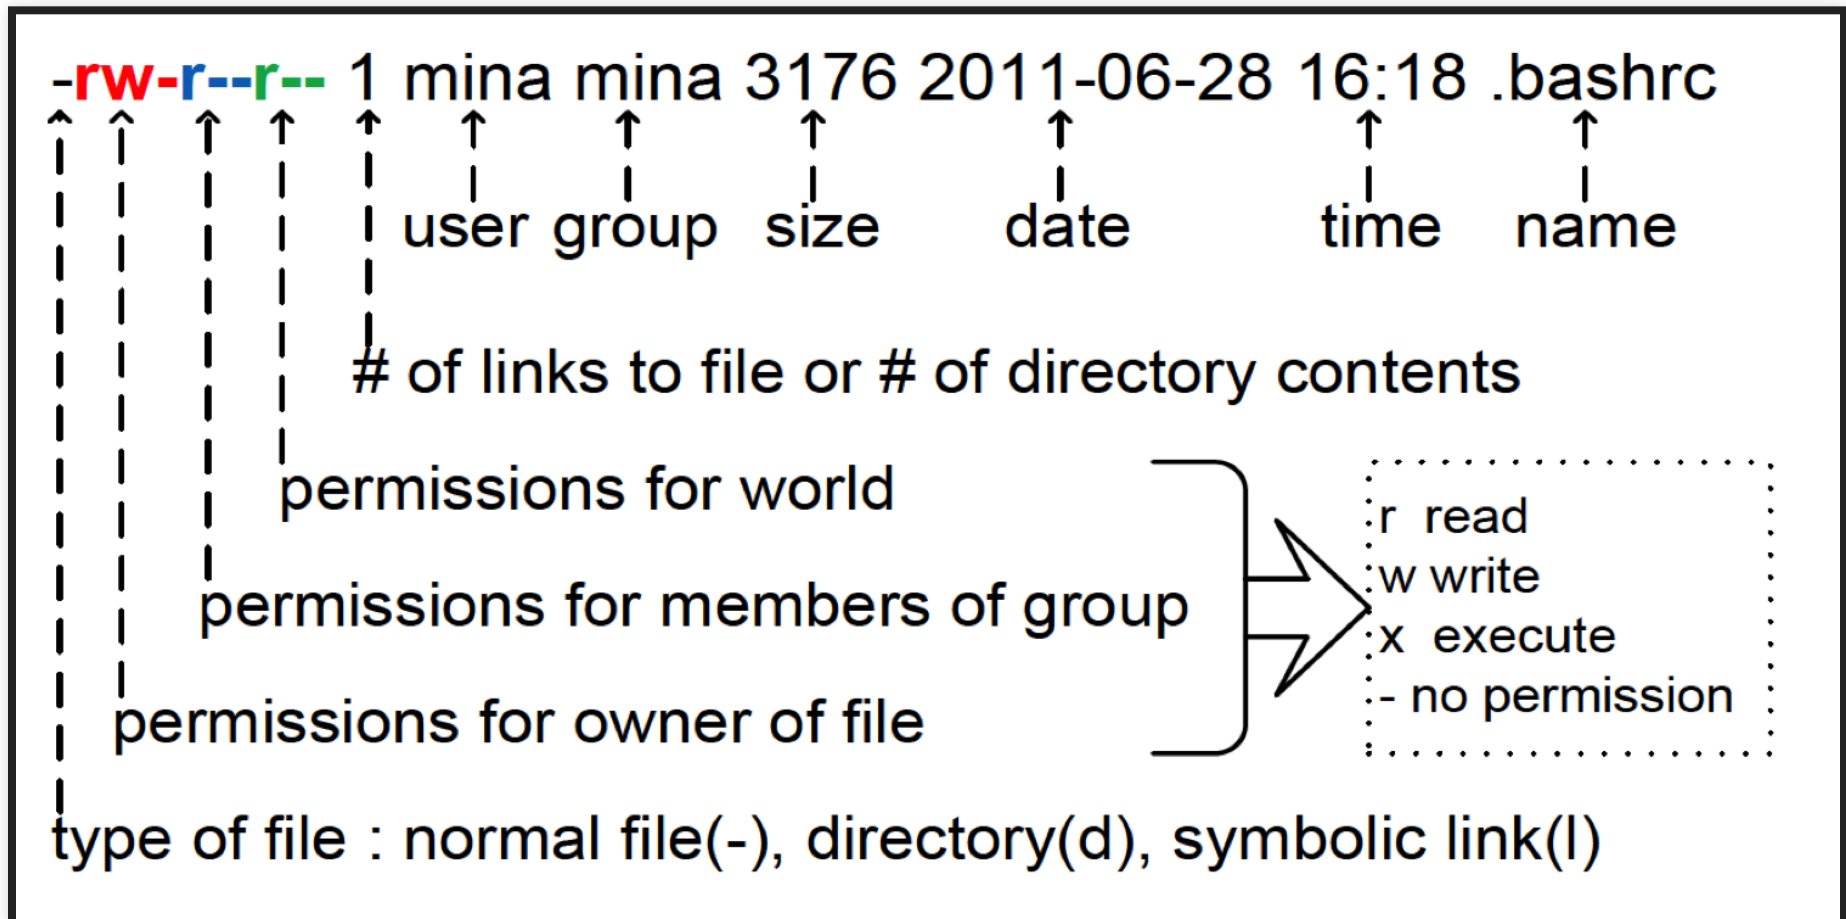 -rw-r--r-- 1 mina mina 3176 2011-06-28 16:18 .bashrc
user group size date time name
# of links to file or # of directory contents
permissions for world
permissions for members of group
permissions for owner of file
r read
w write
x execute
- no permission
type of file : normal file(-), directory(d), symbolic link(l)